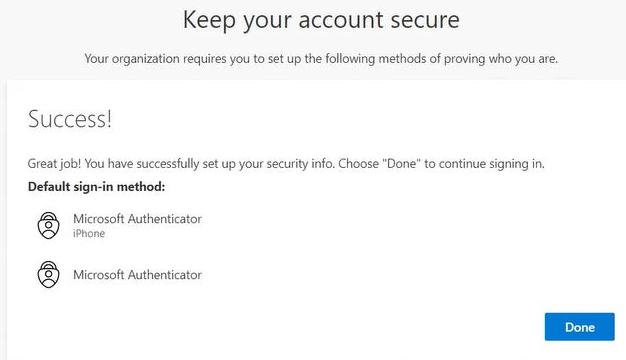 Keep your account secure
Your organization requires you to set up the following methods of proving who you are.
Success!
Great job! You have successfully set up your security info. Choose "Done" to continue signing in.
Default sign-in method:
Microsoft Authenticator
iPhone
Microsoft Authenticator
Done